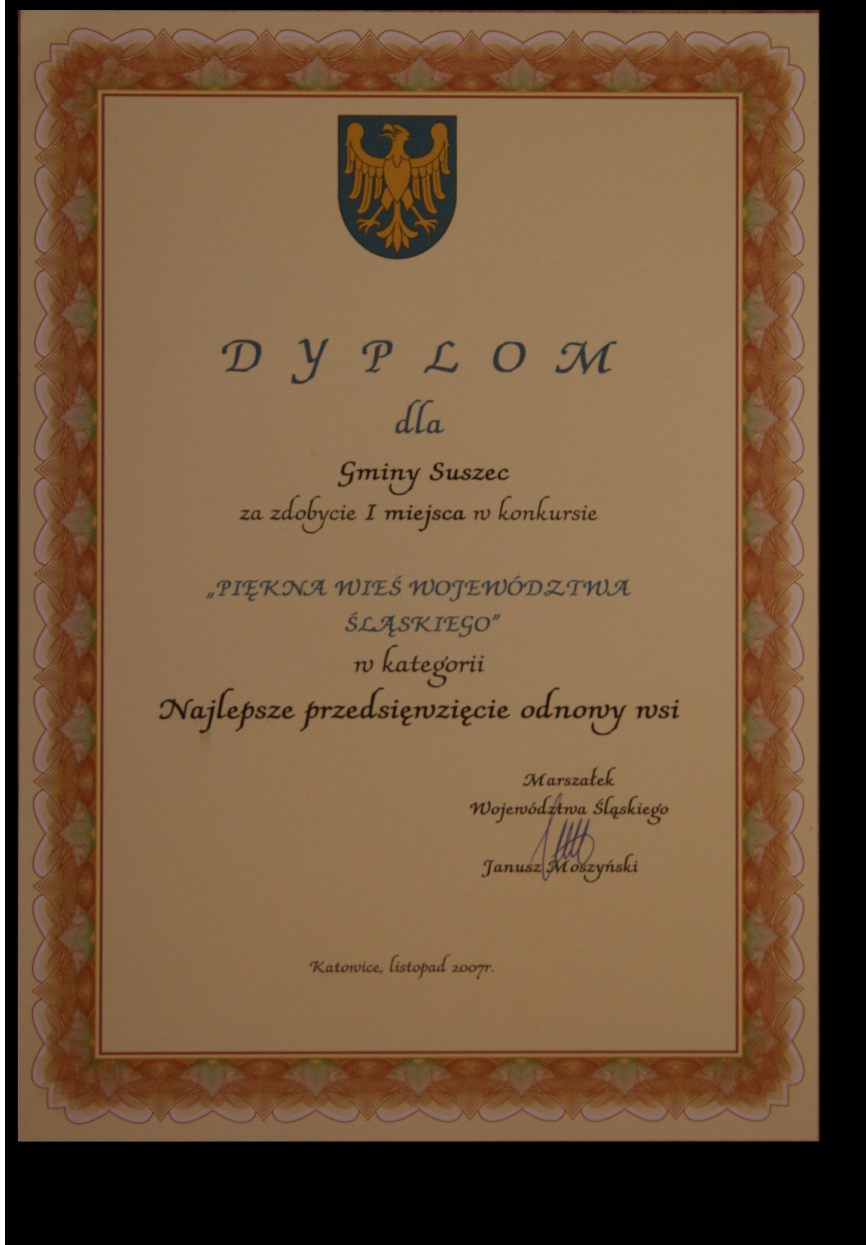 DYPLOM
dla
Gminy Suszec
za zdobycie I miejsca w konkursie
„PIĘKNA WIEŚ WOJEWÓDZTWA
ŚLĄSKIEGO”
w kategorii
Najlepsze przedsięwzięcie odnowy wsi
Marszałek
Województwa Śląskiego
Janusz Moszyński
Katowice, listopad 2007r.